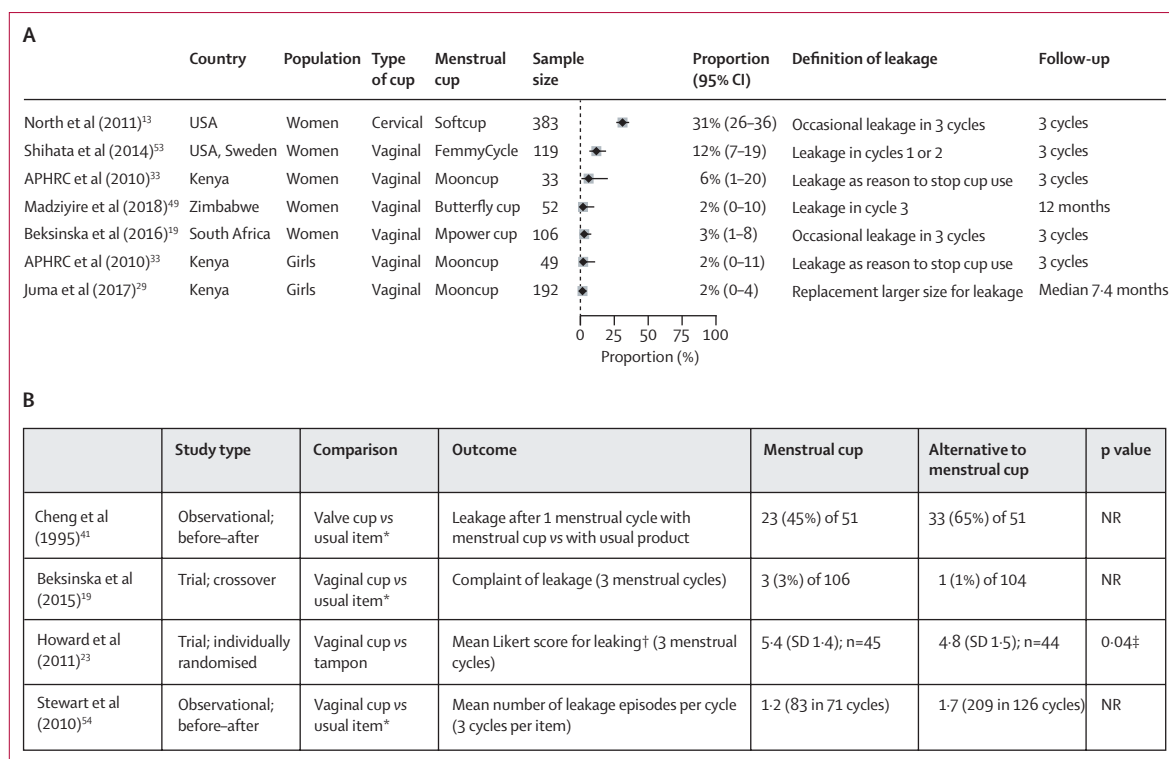 A
Country Population Type of cup Menstrual cup Sample size Proportion (95% CI) Definition of leakage Follow-up
North et al (2011)13 USA Women Cervical Softcup 383 31% (26–36) Occasional leakage in 3 cycles 3 cycles
Shihata et al (2014)53 USA, Sweden Women Vaginal FemmyCycle 119 12% (7–19) Leakage in cycles 1 or 2 3 cycles
APHRC et al (2010)33 Kenya Women Vaginal Mooncup 33 6% (1–20) Leakage as reason to stop cup use 3 cycles
Madziyire et al (2018)49 Zimbabwe Women Vaginal Butterfly cup 52 2% (0–10) Leakage in cycle 3 12 months
Beksinska et al (2016)19 South Africa Women Vaginal Mpower cup 106 3% (1–8) Occasional leakage in 3 cycles 3 cycles
APHRC et al (2010)33 Kenya Girls Vaginal Mooncup 49 2% (0–11) Leakage as reason to stop cup use 3 cycles
Juma et al (2017)29 Kenya Girls Vaginal Mooncup 192 2% (0–4) Replacement larger size for leakage Median 7·4 months
0 25 50 75 100
Proportion (%)
B
Study type Comparison Outcome Menstrual cup Alternative to menstrual cup p value
Cheng et al (1995)41 Observational; before–after Valve cup vs usual item* Leakage after 1 menstrual cycle with menstrual cup vs with usual product 23 (45%) of 51 33 (65%) of 51 NR
Beksinska et al (2015)19 Trial; crossover Vaginal cup vs usual item* Complaint of leakage (3 menstrual cycles) 3 (3%) of 106 1 (1%) of 104 NR
Howard et al (2011)23 Trial; individually randomised Vaginal cup vs tampon Mean Likert score for leaking† (3 menstrual cycles) 5·4 (SD 1·4); n=45 4·8 (SD 1·5); n=44 0·04‡
Stewart et al (2010)54 Observational; before–after Vaginal cup vs usual item* Mean number of leakage episodes per cycle (3 cycles per item) 1·2 (83 in 71 cycles) 1·7 (209 in 126 cycles) NR